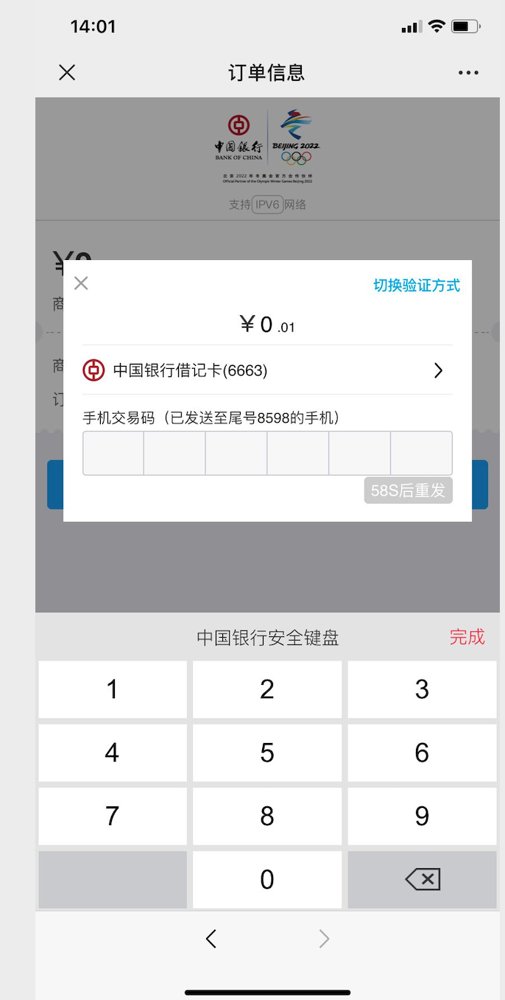 14:01
订单信息
中国银行
BANK OF CHINA
BEIJING 2022
北京2022年冬奥会官方合作伙伴
Official Partner of the Olympic Winter Games Beijing 2022
支持IPV6网络
¥0
商
商
订
切换验证方式
¥0.01
中国银行借记卡(6663)
手机交易码（已发送至尾号8598的手机）
58S后重发
中国银行安全键盘
完成
1 2 3
4 5 6
7 8 9
0